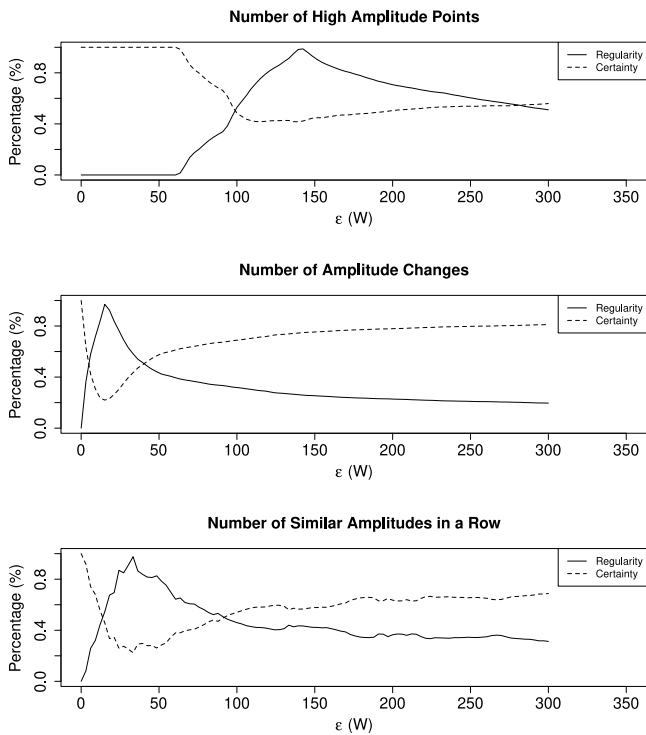 Number of High Amplitude Points
Percentage (%)
0.0 0.4 0.8
Regularity
Certainty
0 50 100 150 200 250 300 350
ε (W)
Number of Amplitude Changes
Percentage (%)
0.0 0.4 0.8
Regularity
Certainty
0 50 100 150 200 250 300 350
ε (W)
Number of Similar Amplitudes in a Row
Percentage (%)
0.0 0.4 0.8
Regularity
Certainty
0 50 100 150 200 250 300 350
ε (W)